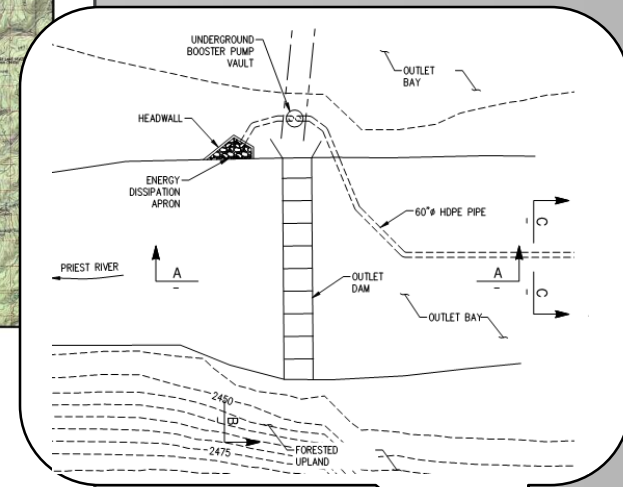 UNDERGROUND
BOOSTER PUMP
VAULT
OUTLET
BAY
HEADWALL
ENERGY
DISSIPATION
APRON
60"ø HDPE PIPE
C
PRIEST RIVER
A
-
A
-
C
OUTLET
DAM
OUTLET BAY
2450
B
2475
FORESTED
UPLAND